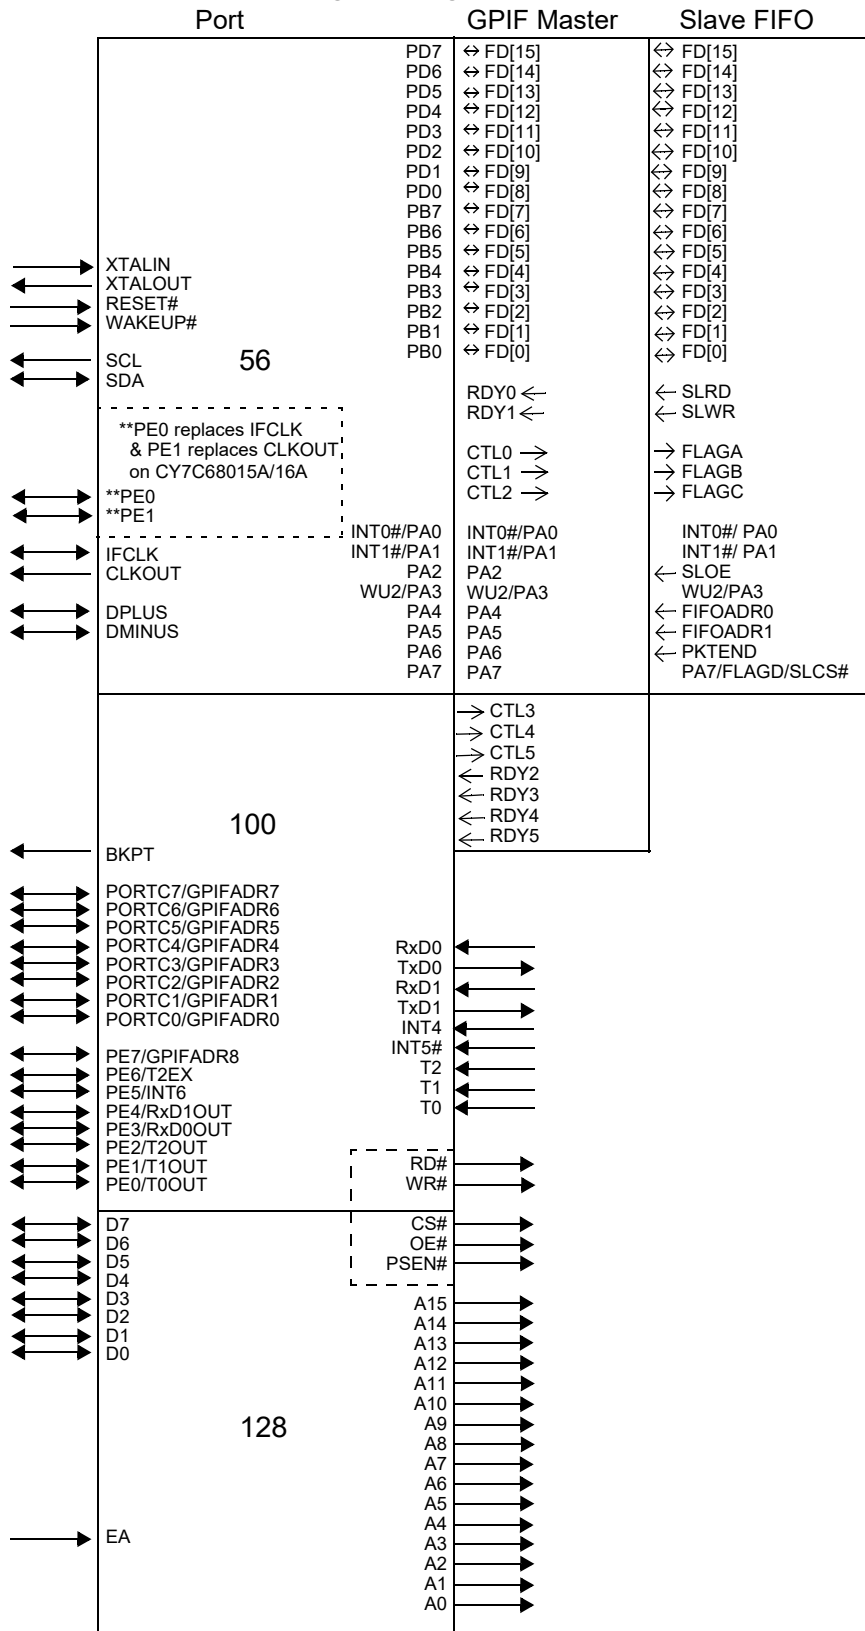 Port GPIF Master Slave FIFO
PD7 FD[15] FD[15]
PD6 FD[14] FD[14]
PD5 FD[13] FD[13]
PD4 FD[12] FD[12]
PD3 FD[11] FD[11]
PD2 FD[10] FD[10]
PD1 FD[9] FD[9]
PD0 FD[8] FD[8]
PB7 FD[7] FD[7]
PB6 FD[6] FD[6]
PB5 FD[5] FD[5]
XTALIN PB4 FD[4] FD[4]
XTALOUT PB3 FD[3] FD[3]
RESET# PB2 FD[2] FD[2]
WAKEUP# PB1 FD[1] FD[1]
SCL 56 PB0 FD[0] FD[0]
SDA
RDY0 SLRD
RDY1 SLWR
**PE0 replaces IFCLK
& PE1 replaces CLKOUT
on CY7C68015A/16A
CTL0 FLAGA
CTL1 FLAGB
**PE0 CTL2 FLAGC
**PE1
INT0#/PA0 INT0#/PA0 INT0#/ PA0
IFCLK INT1#/PA1 INT1#/PA1 INT1#/ PA1
CLKOUT PA2 PA2 SLOE
WU2/PA3 WU2/PA3 WU2/PA3
DPLUS PA4 PA4 FIFOADR0
DMINUS PA5 PA5 FIFOADR1
PA6 PA6 PKTEND
PA7 PA7 PA7/FLAGD/SLCS#
CTL3
CTL4
CTL5
RDY2
RDY3
100 RDY4
RDY5
BKPT
PORTC7/GPIFADR7
PORTC6/GPIFADR6
PORTC5/GPIFADR5
PORTC4/GPIFADR4 RxD0
PORTC3/GPIFADR3 TxD0
PORTC2/GPIFADR2 RxD1
PORTC1/GPIFADR1 TxD1
PORTC0/GPIFADR0 INT4
PE7/GPIFADR8 INT5#
PE6/T2EX T2
PE5/INT6 T1
PE4/RxD1OUT T0
PE3/RxD0OUT
PE2/T2OUT
PE1/T1OUT RD#
PE0/T0OUT WR#
D7 CS#
D6 OE#
D5 PSEN#
D4
D3 A15
D2 A14
D1 A13
D0 A12
A11
A10
128 A9
A8
A7
A6
A5
A4
EA A3
A2
A1
A0